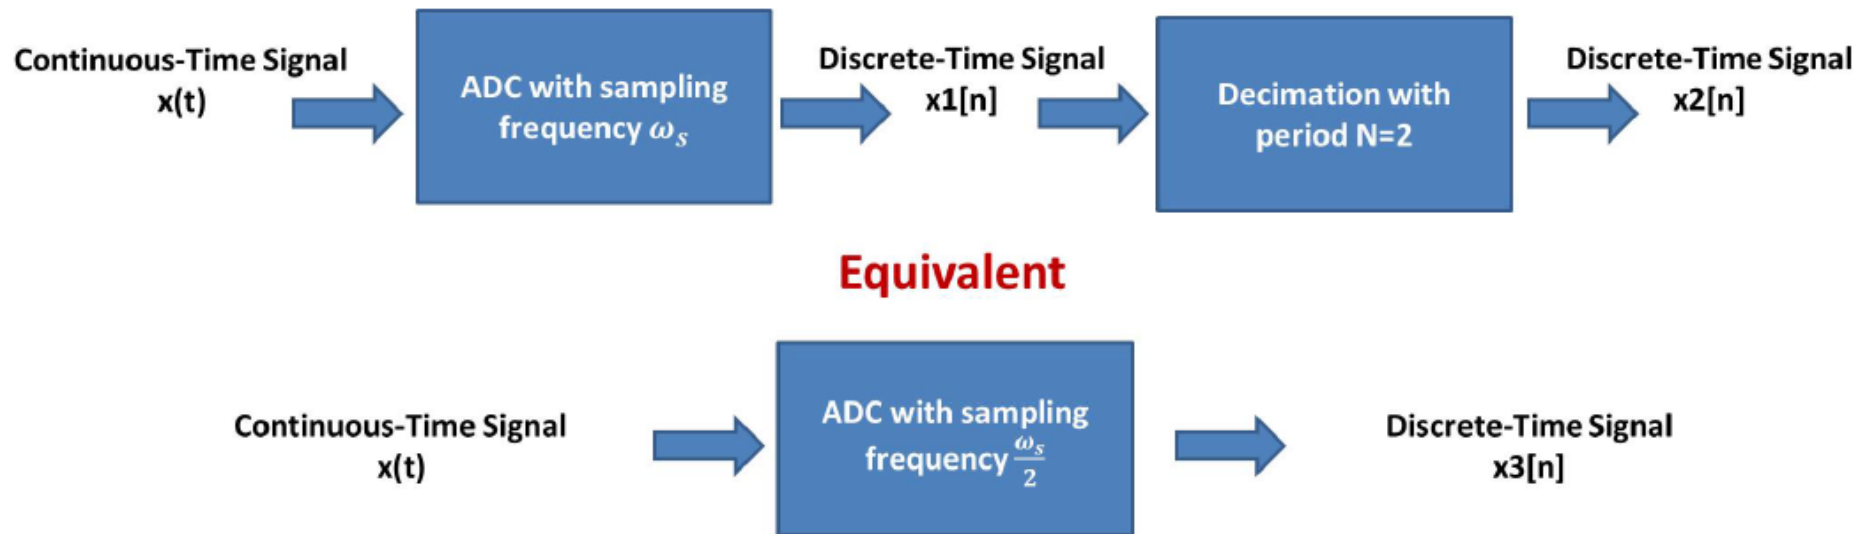 Continuous-Time Signal
x(t)
ADC with sampling
frequency ωₛ
Discrete-Time Signal
x1[n]
Decimation with
period N=2
Discrete-Time Signal
x2[n]
Equivalent
Continuous-Time Signal
x(t)
ADC with sampling
frequency ωₛ/2
Discrete-Time Signal
x3[n]